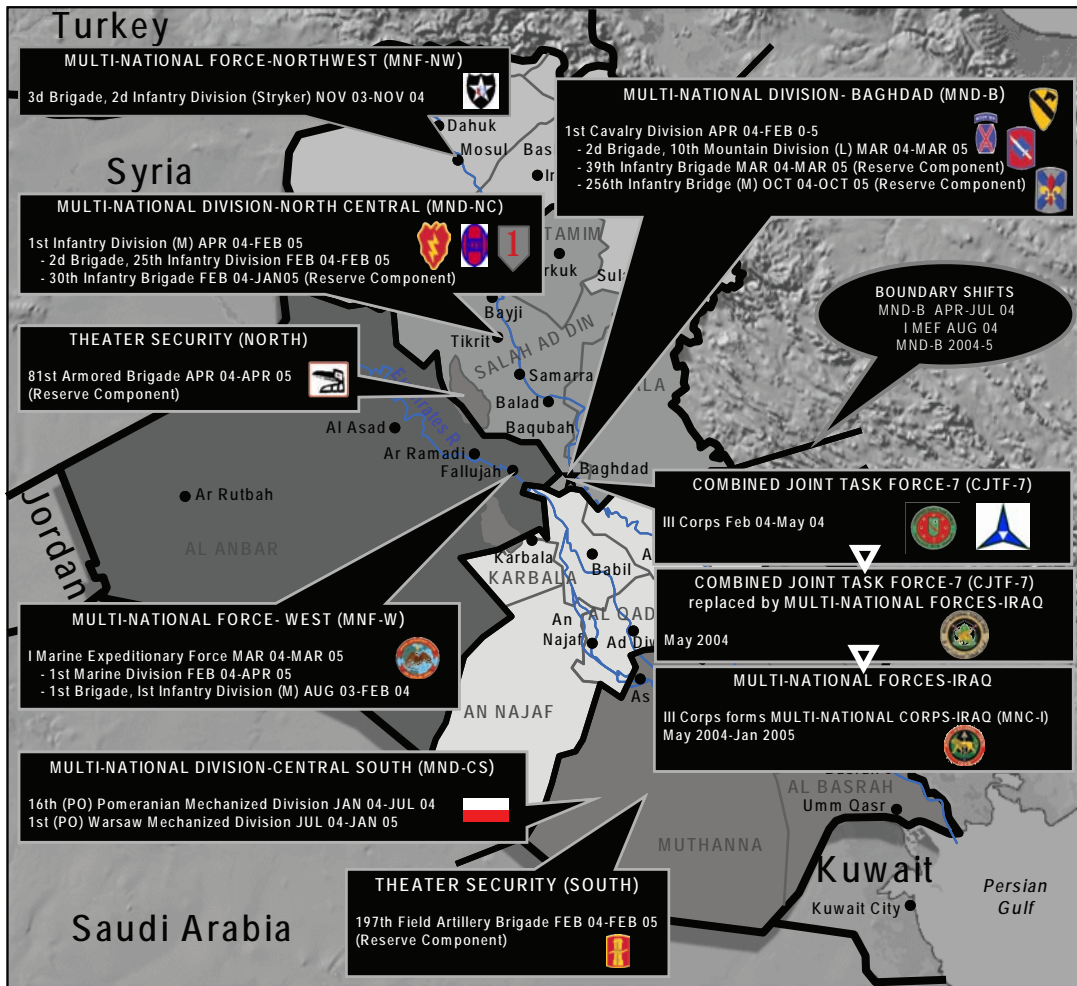 Turkey
MULTI-NATIONAL FORCE-NORTHWEST (MNF-NW)
3d Brigade, 2d Infantry Division (Stryker) NOV 03-NOV 04
MULTI-NATIONAL DIVISION- BAGHDAD (MND-B)
1st Cavalry Division APR 04-FEB 0-5
- 2d Brigade, 10th Mountain Division (L) MAR 04-MAR 05
- 39th Infantry Brigade MAR 04-MAR 05 (Reserve Component)
- 256th Infantry Bridge (M) OCT 04-OCT 05 (Reserve Component)
Dahuk
Mosul
Syria
MULTI-NATIONAL DIVISION-NORTH CENTRAL (MND-NC)
1st Infantry Division (M) APR 04-FEB 05
- 2d Brigade, 25th Infantry Division FEB 04-FEB 05
- 30th Infantry Brigade FEB 04-JAN05 (Reserve Component)
1
TAMIM
Bayji
Tikrit
SALAH AD DIN
Samarra
Balad
Baqubah
BOUNDARY SHIFTS
MND-B APR-JUL 04
I MEF AUG 04
MND-B 2004-5
THEATER SECURITY (NORTH)
81st Armored Brigade APR 04-APR 05
(Reserve Component)
Al Asad
Ar Ramadi
Fallujah
Baghdad
Ar Rutbah
AL ANBAR
Jordan
COMBINED JOINT TASK FORCE-7 (CJTF-7)
III Corps Feb 04-May 04
COMBINED JOINT TASK FORCE-7 (CJTF-7)
replaced by MULTI-NATIONAL FORCES-IRAQ
May 2004
MULTI-NATIONAL FORCES-IRAQ
III Corps forms MULTI-NATIONAL CORPS-IRAQ (MNC-I)
May 2004-Jan 2005
Karbala
KARBALA
Babil
An
Najaf
AN NAJAF
MULTI-NATIONAL FORCE- WEST (MNF-W)
I Marine Expeditionary Force MAR 04-MAR 05
- 1st Marine Division FEB 04-APR 05
- 1st Brigade, Ist Infantry Division (M) AUG 03-FEB 04
MULTI-NATIONAL DIVISION-CENTRAL SOUTH (MND-CS)
16th (PO) Pomeranian Mechanized Division JAN 04-JUL 04
1st (PO) Warsaw Mechanized Division JUL 04-JAN 05
AL BASRAH
Umm Qasr
MUTHANNA
THEATER SECURITY (SOUTH)
197th Field Artillery Brigade FEB 04-FEB 05
(Reserve Component)
Kuwait
Kuwait City
Persian
Gulf
Saudi Arabia